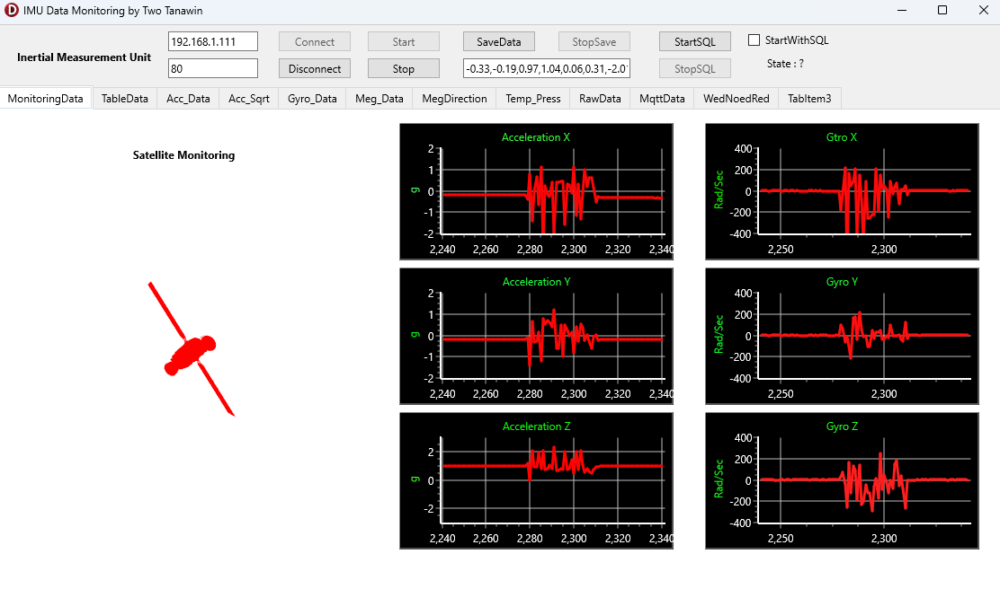 IMU Data Monitoring by Two Tanawin
Inertial Measurement Unit
192.168.1.111
80
Connect
Disconnect
Start
Stop
SaveData
StopSave
-0.33,-0.19,0.97,1.04,0.06,0.31,-2.0
StartSQL
StopSQL
StartWithSQL
State : ?
MonitoringData TableData Acc_Data Acc_Sqrt Gyro_Data Meg_Data MegDirection Temp_Press RawData MqttData WedNoedRed TabItem3
Satellite Monitoring
Acceleration X
g
2
1
0
-1
-2
2,240 2,260 2,280 2,300 2,320 2,340
Gtro X
Rad/Sec
400
200
0
-200
-400
2,250 2,300
Acceleration Y
g
2
1
0
-1
-2
2,240 2,260 2,280 2,300 2,320 2,340
Gyro Y
Rad/Sec
400
200
0
-200
-400
2,250 2,300
Acceleration Z
g
2
0
-2
2,240 2,260 2,280 2,300 2,320 2,340
Gyro Z
Rad/Sec
400
200
0
-200
-400
2,250 2,300